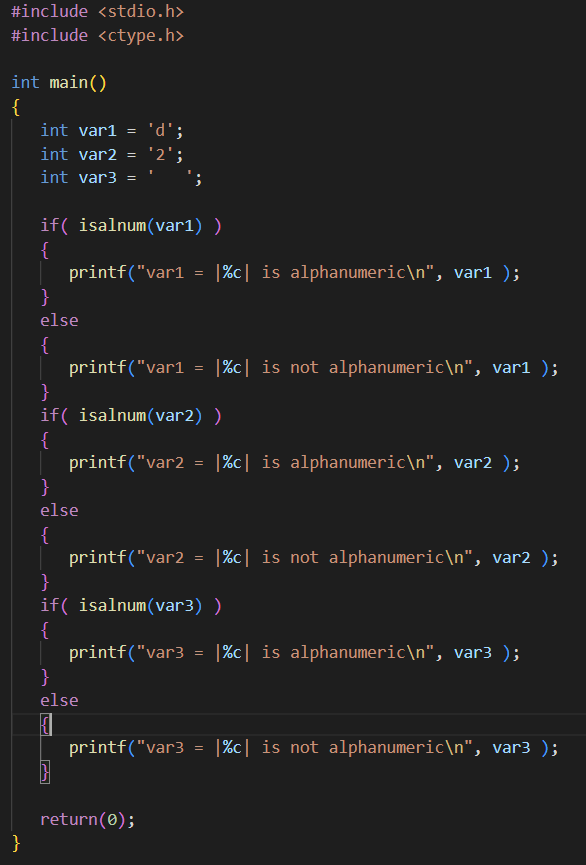 #include <stdio.h>
#include <ctype.h>

int main()
{
   int var1 = 'd';
   int var2 = '2';
   int var3 = '   ';

   if( isalnum(var1) )
   {
      printf("var1 = |%c| is alphanumeric\n", var1 );
   }
   else
   {
      printf("var1 = |%c| is not alphanumeric\n", var1 );
   }
   if( isalnum(var2) )
   {
      printf("var2 = |%c| is alphanumeric\n", var2 );
   }
   else
   {
      printf("var2 = |%c| is not alphanumeric\n", var2 );
   }
   if( isalnum(var3) )
   {
      printf("var3 = |%c| is alphanumeric\n", var3 );
   }
   else
   {
      printf("var3 = |%c| is not alphanumeric\n", var3 );
   }

   return(0);
}